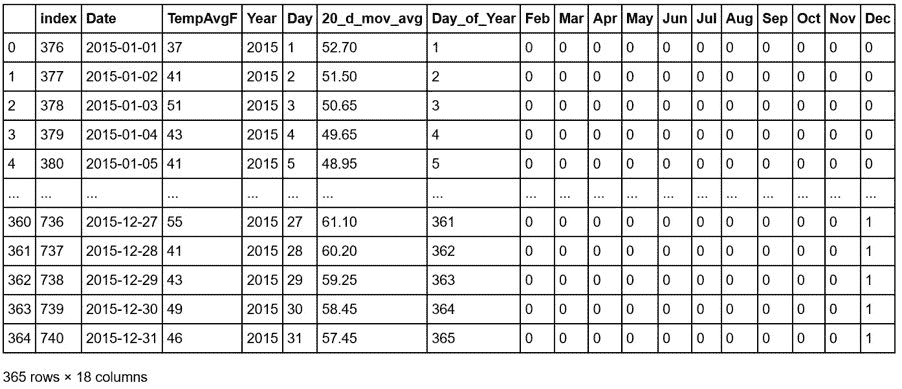 index Date TempAvgF Year Day 20_d_mov_avg Day_of_Year Feb Mar Apr May Jun Jul Aug Sep Oct Nov Dec
0 376 2015-01-01 37 2015 1 52.70 1 0 0 0 0 0 0 0 0 0 0 0
1 377 2015-01-02 41 2015 2 51.50 2 0 0 0 0 0 0 0 0 0 0 0
2 378 2015-01-03 51 2015 3 50.65 3 0 0 0 0 0 0 0 0 0 0 0
3 379 2015-01-04 43 2015 4 49.65 4 0 0 0 0 0 0 0 0 0 0 0
4 380 2015-01-05 41 2015 5 48.95 5 0 0 0 0 0 0 0 0 0 0 0
... ... ... ... ... ... ... ... ... ... ... ... ... ... ... ... ... ... ...
360 736 2015-12-27 55 2015 27 61.10 361 0 0 0 0 0 0 0 0 0 0 1
361 737 2015-12-28 41 2015 28 60.20 362 0 0 0 0 0 0 0 0 0 0 1
362 738 2015-12-29 43 2015 29 59.25 363 0 0 0 0 0 0 0 0 0 0 1
363 739 2015-12-30 49 2015 30 58.45 364 0 0 0 0 0 0 0 0 0 0 1
364 740 2015-12-31 46 2015 31 57.45 365 0 0 0 0 0 0 0 0 0 0 1
365 rows × 18 columns